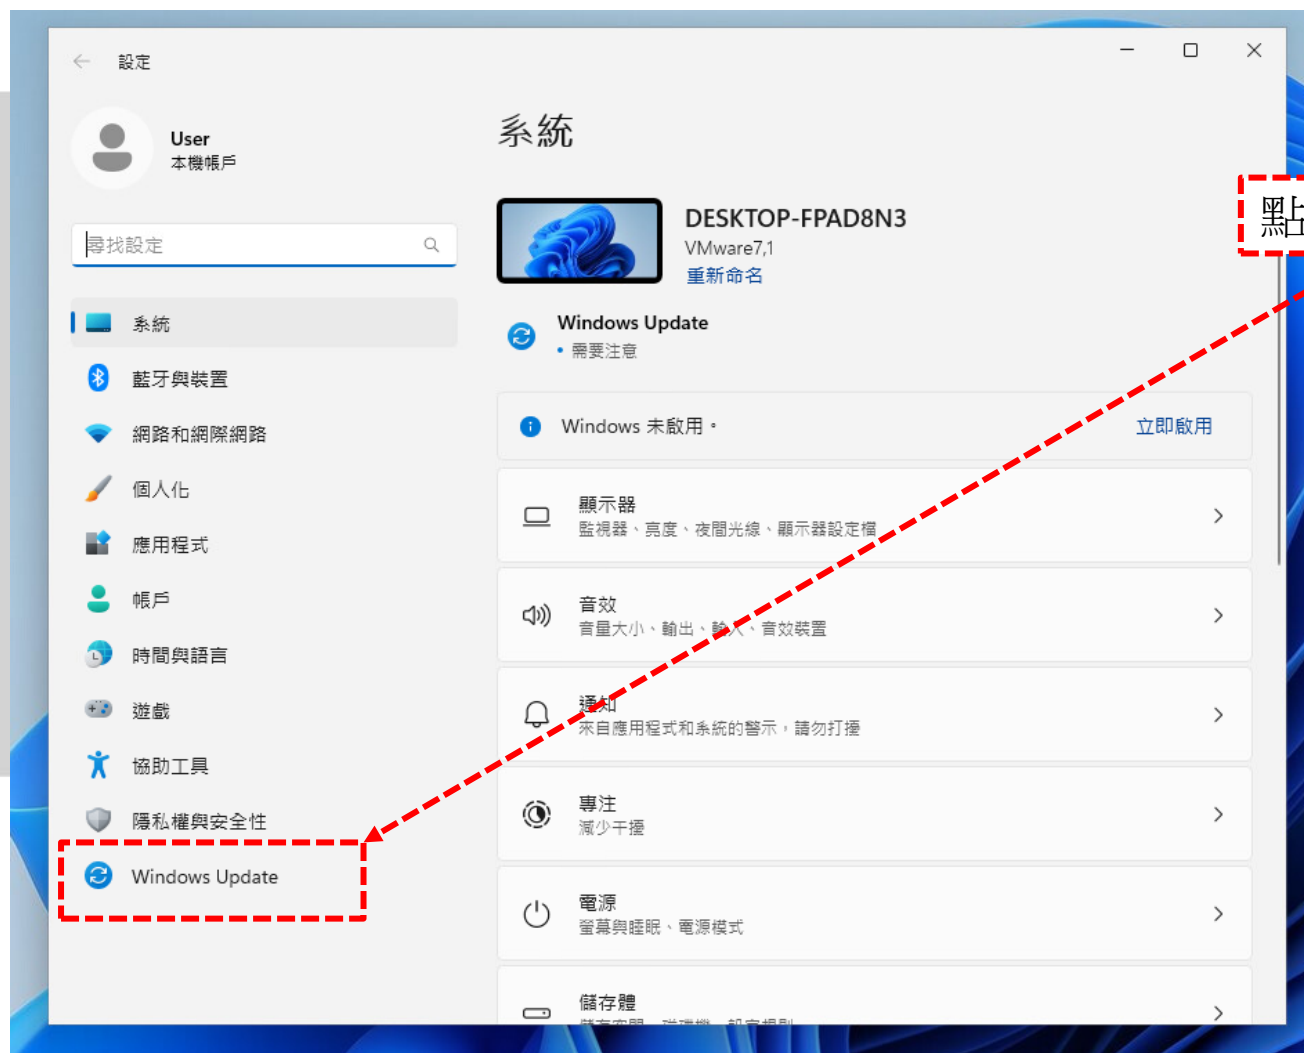 設定
User
本機帳戶
尋找設定
系統
藍牙與裝置
網路和網際網路
個人化
應用程式
帳戶
時間與語言
遊戲
協助工具
隱私權與安全性
Windows Update
系統
DESKTOP-FPAD8N3
VMware7,1
重新命名
Windows Update
• 需要注意
Windows 未啟用。
立即啟用
顯示器
監視器、亮度、夜間光線、顯示器設定檔
音效
音量大小、輸出、輸入、音效裝置
通知
來自應用程式和系統的警示，請勿打擾
專注
減少干擾
電源
螢幕與睡眠、電源模式
儲存體
點